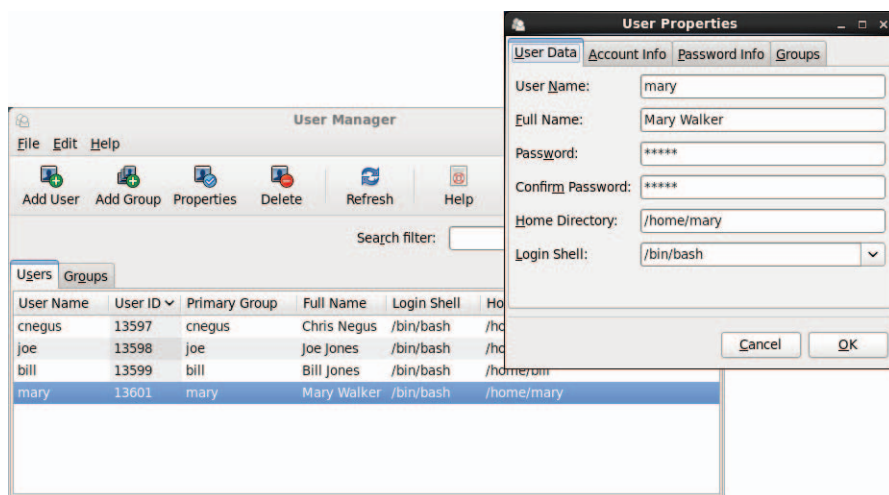 User Properties
User Data Account Info Password Info Groups
User Name: mary
Full Name: Mary Walker
Password: *****
Confirm Password: *****
Home Directory: /home/mary
Login Shell: /bin/bash
Cancel OK
User Manager
File Edit Help
Add User Add Group Properties Delete Refresh Help
Search filter:
Users Groups
User Name User ID Primary Group Full Name Login Shell
cnegus 13597 cnegus Chris Negus /bin/bash
joe 13598 joe Joe Jones /bin/bash
bill 13599 bill Bill Jones /bin/bash /home/bill
mary 13601 mary Mary Walker /bin/bash /home/mary